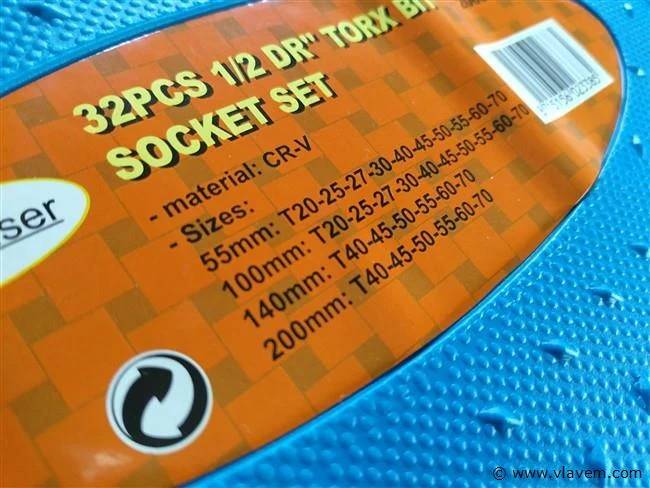 32PCS 1/2 DR" TORX BIT
SOCKET SET
ser
- material: CR-V
- Sizes:
55mm: T20-25-27-30-40-45-50-55-60-70
100mm: T20-25-27-30-40-45-50-55-60-70
140mm: T40-45-50-55-60-70
200mm: T40-45-50-55-60-70
© www.vlavem.com